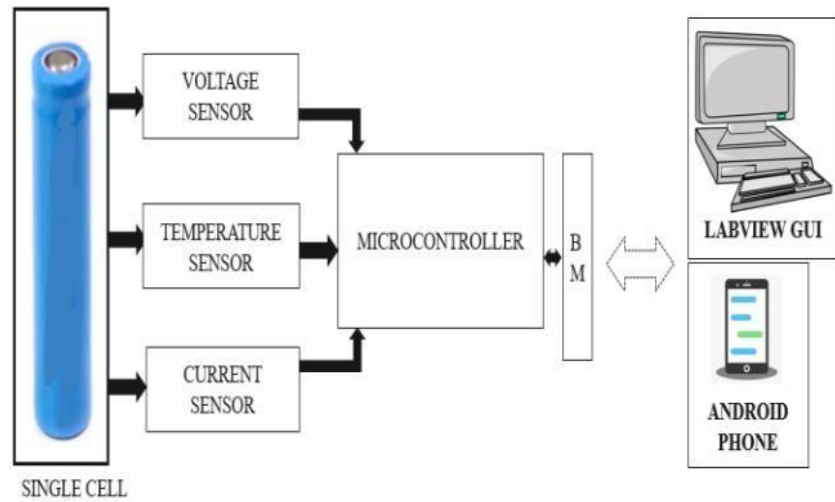 VOLTAGE
SENSOR
TEMPERATURE
SENSOR
CURRENT
SENSOR
SINGLE CELL
MICROCONTROLLER
B
M
LABVIEW GUI
ANDROID
PHONE